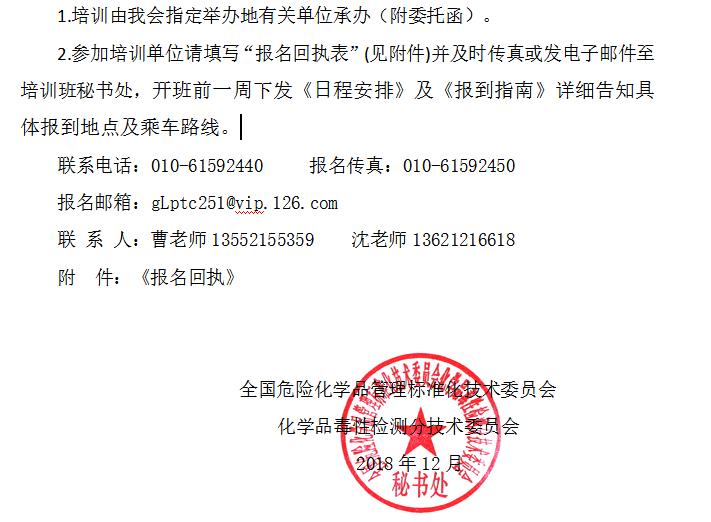 1.培训由我会指定举办地有关单位承办（附委托函）。
2.参加培训单位请填写“报名回执表”(见附件)并及时传真或发电子邮件至
培训班秘书处，开班前一周下发《日程安排》及《报到指南》详细告知具
体报到地点及乘车路线。
联系电话：010-61592440 报名传真：010-61592450
报名邮箱：gLptc251@vip.126.com
联 系 人：曹老师 13552155359 沈老师 13621216618
附 件：《报名回执》
全国危险化学品管理标准化技术委员会
化学品毒性检测分技术委员会
2018 年 12 月
秘书处